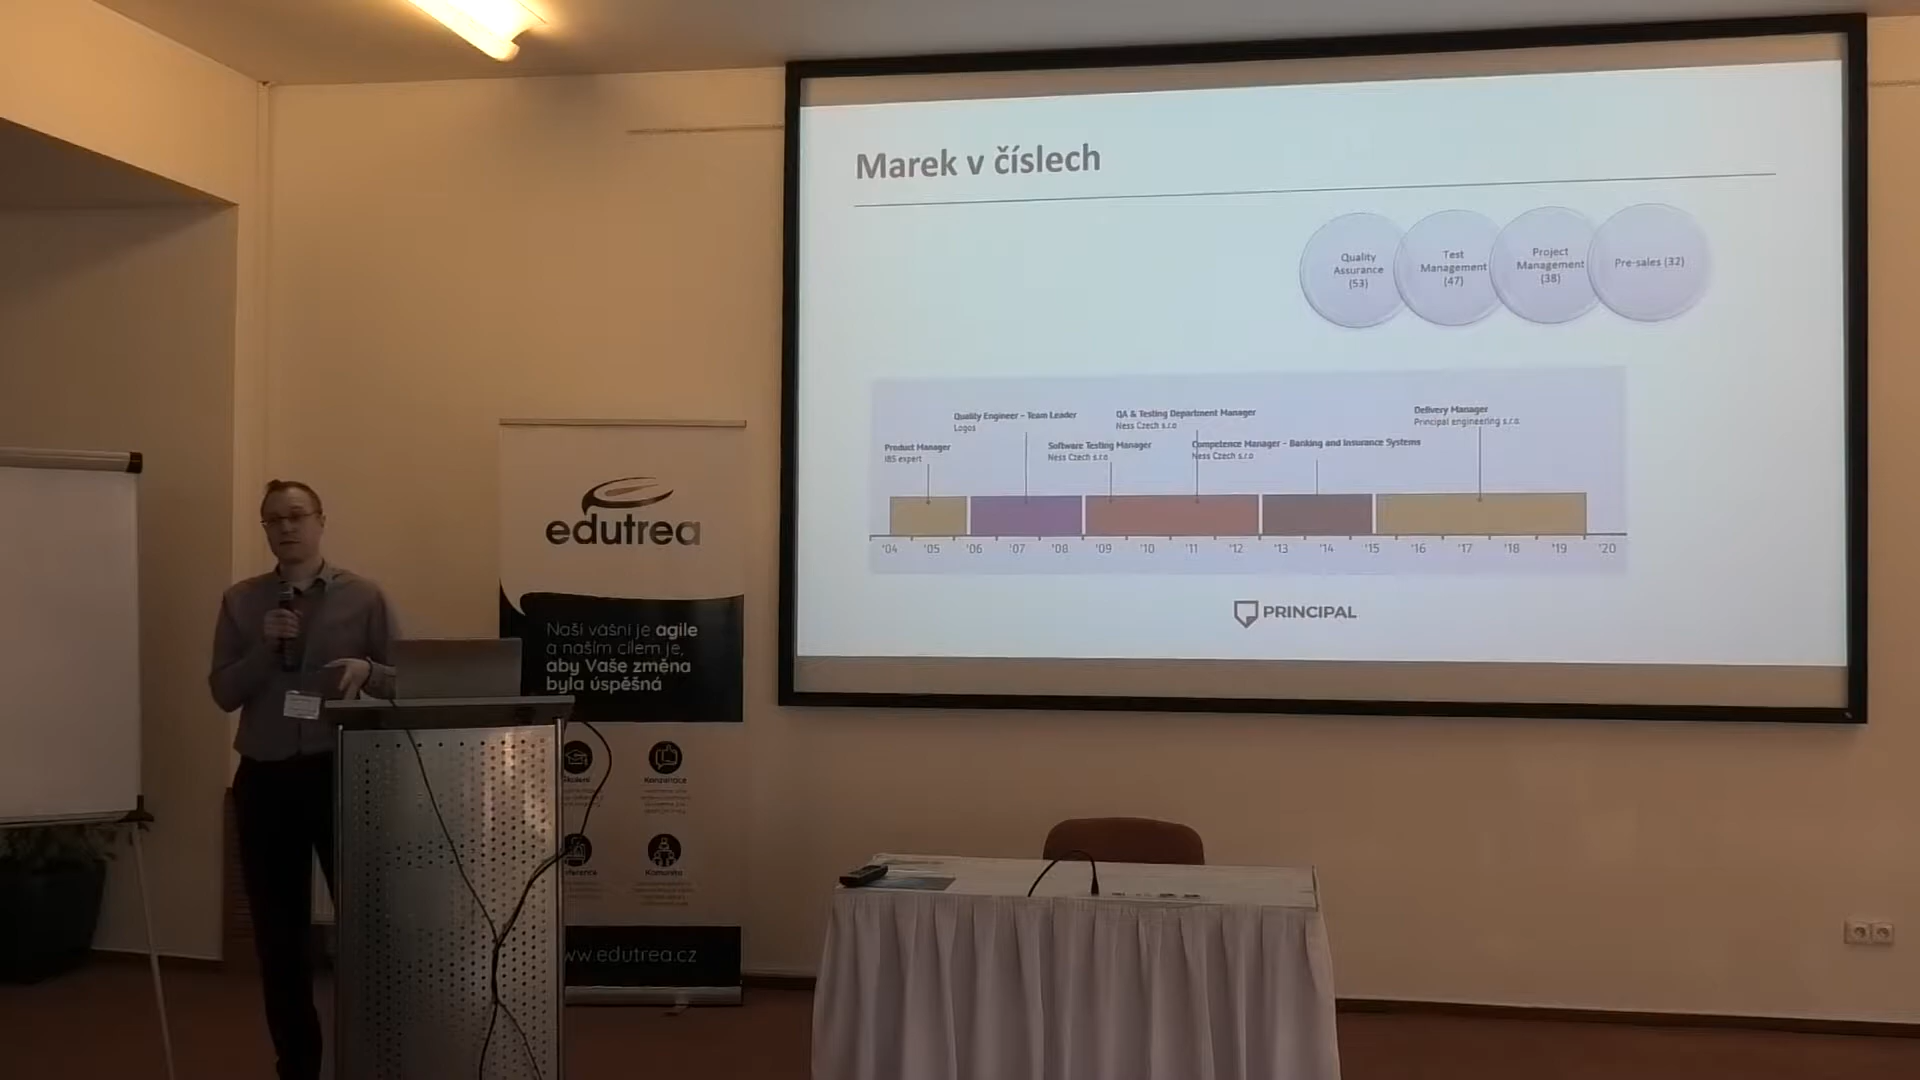 Marek v číslech
Quality
Assurance
(53)
Test
Management
(47)
Project
Management
(38)
Pre-sales (32)
Product Manager
IBS expert
Quality Engineer - Team Leader
Logos
Software Testing Manager
Ness Czech s.r.o
QA & Testing Department Manager
Ness Czech s.r.o
Competence Manager - Banking and Insurance Systems
Ness Czech s.r.o
Delivery Manager
Principal engineering s.r.o.
'04 '05 '06 '07 '08 '09 '10 '11 '12 '13 '14 '15 '16 '17 '18 '19 '20
PRINCIPAL
edutrea
Naší vášní je agile
a naším cílem je,
aby Vaše změna
byla úspěšná
Konzultace
Komunita
ww.edutrea.cz